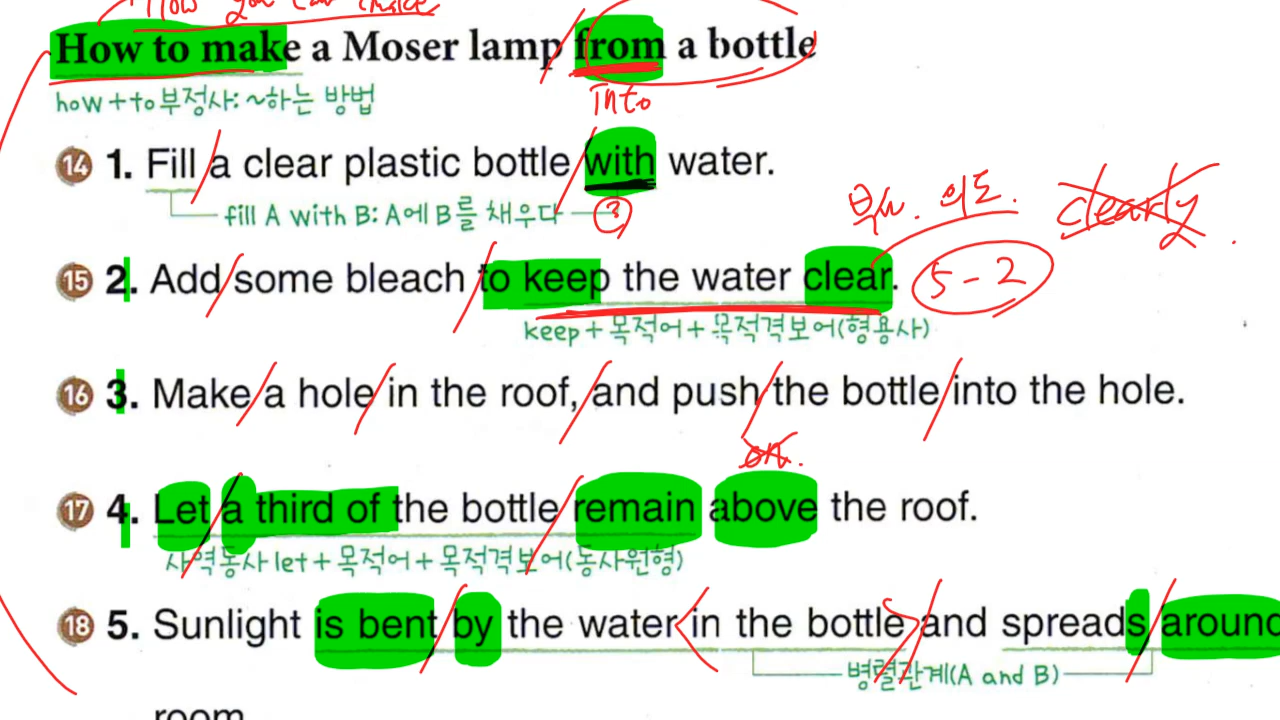 How you can make
How to make a Moser lamp from a bottle
how+to 부정사: ~하는 방법
into
14 1. Fill a clear plastic bottle with water.
fill A with B: A에 B를 채우다
부사. 의도. clearly.
15 2. Add some bleach to keep the water clear. 5-2
keep+목적어+목적격보어(형용사)
16 3. Make a hole in the roof, and push the bottle into the hole.
on.
17 4. Let a third of the bottle remain above the roof.
사역동사 let+목적어+목적격보어(동사원형)
18 5. Sunlight is bent by the water in the bottle and spreads around
병렬관계(A and B)
room